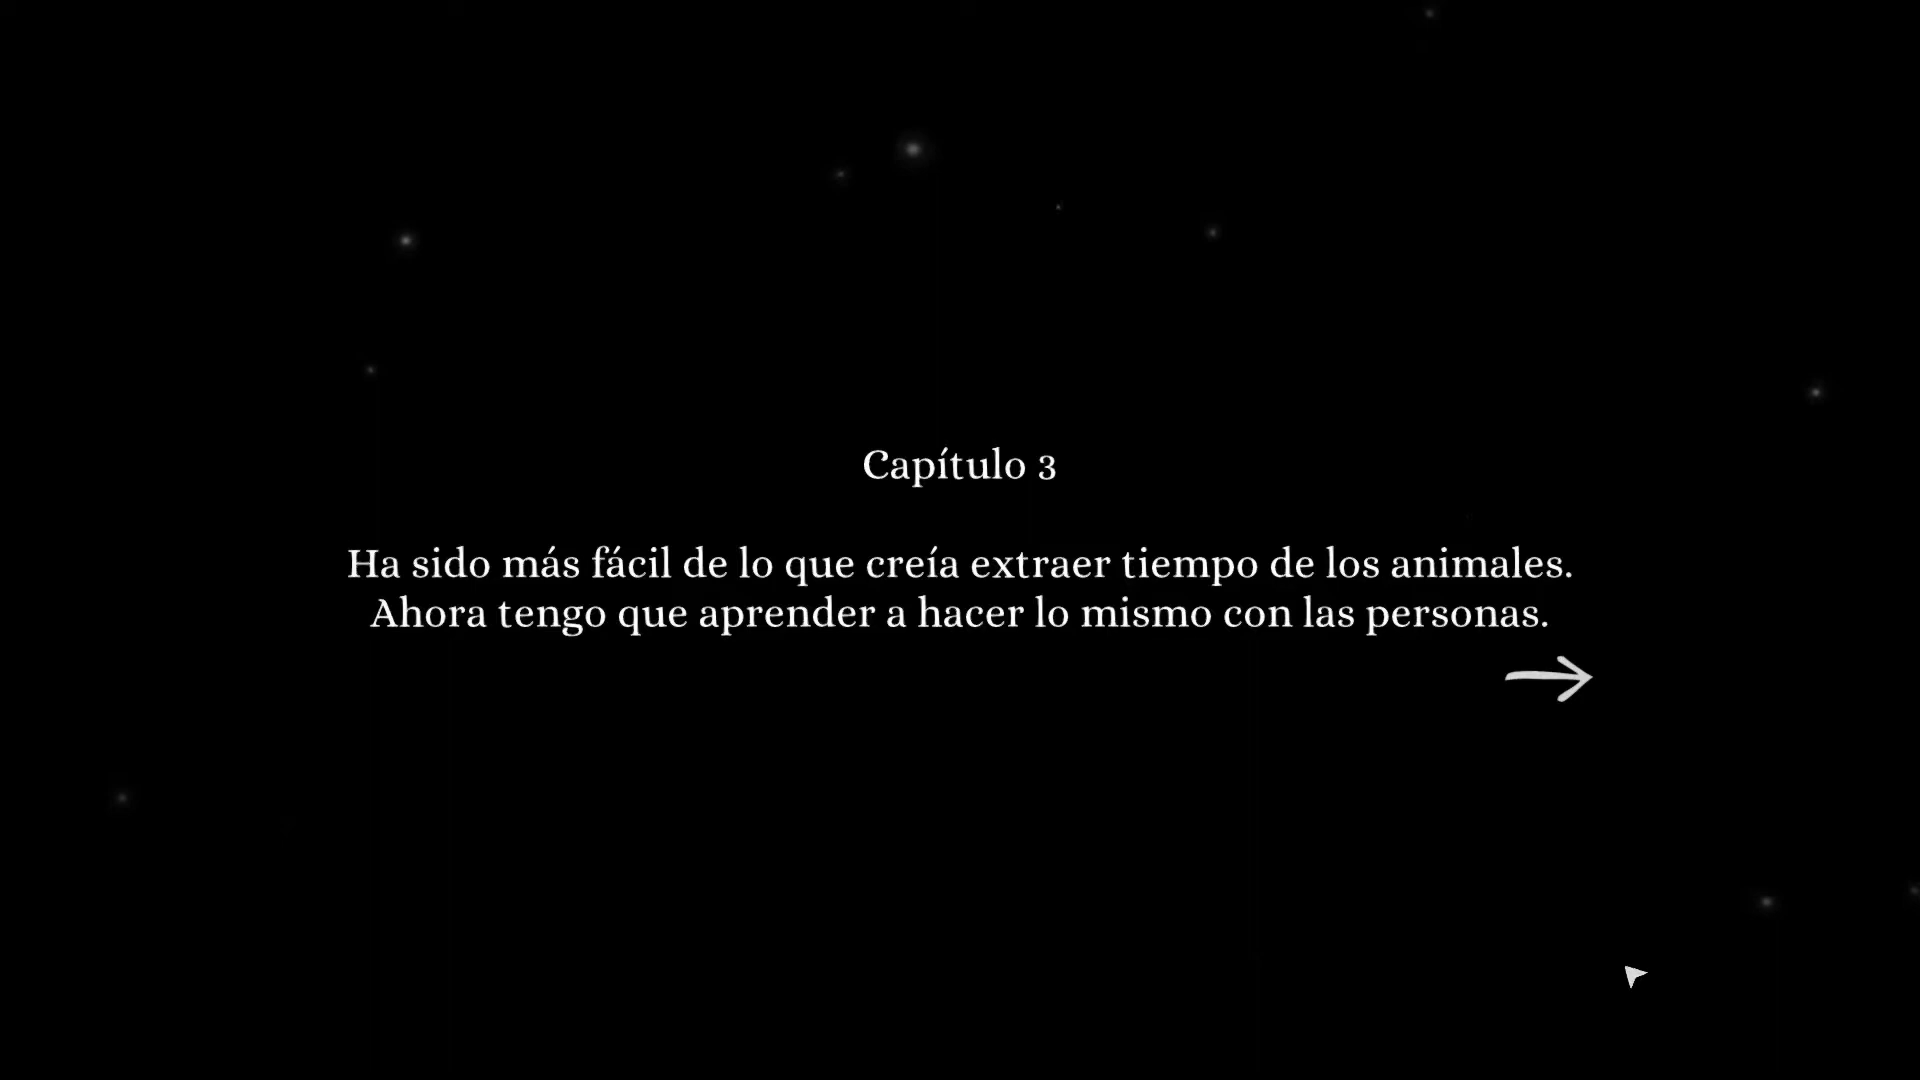 Capítulo 3
Ha sido más fácil de lo que creía extraer tiempo de los animales.
Ahora tengo que aprender a hacer lo mismo con las personas.